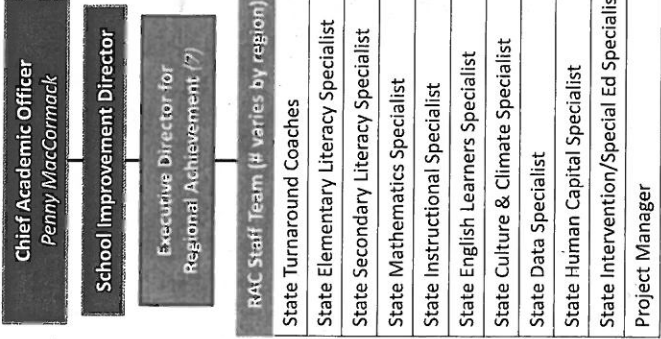 Chief Academic Officer
Penny MacCormack
School Improvement Director
Executive Director for
Regional Achievement (7)
RAC Staff Team (# varies by region)
State Turnaround Coaches
State Elementary Literacy Specialist
State Secondary Literacy Specialist
State Mathematics Specialist
State Instructional Specialist
State English Learners Specialist
State Culture & Climate Specialist
State Data Specialist
State Human Capital Specialist
State Intervention/Special Ed Specialis
Project Manager